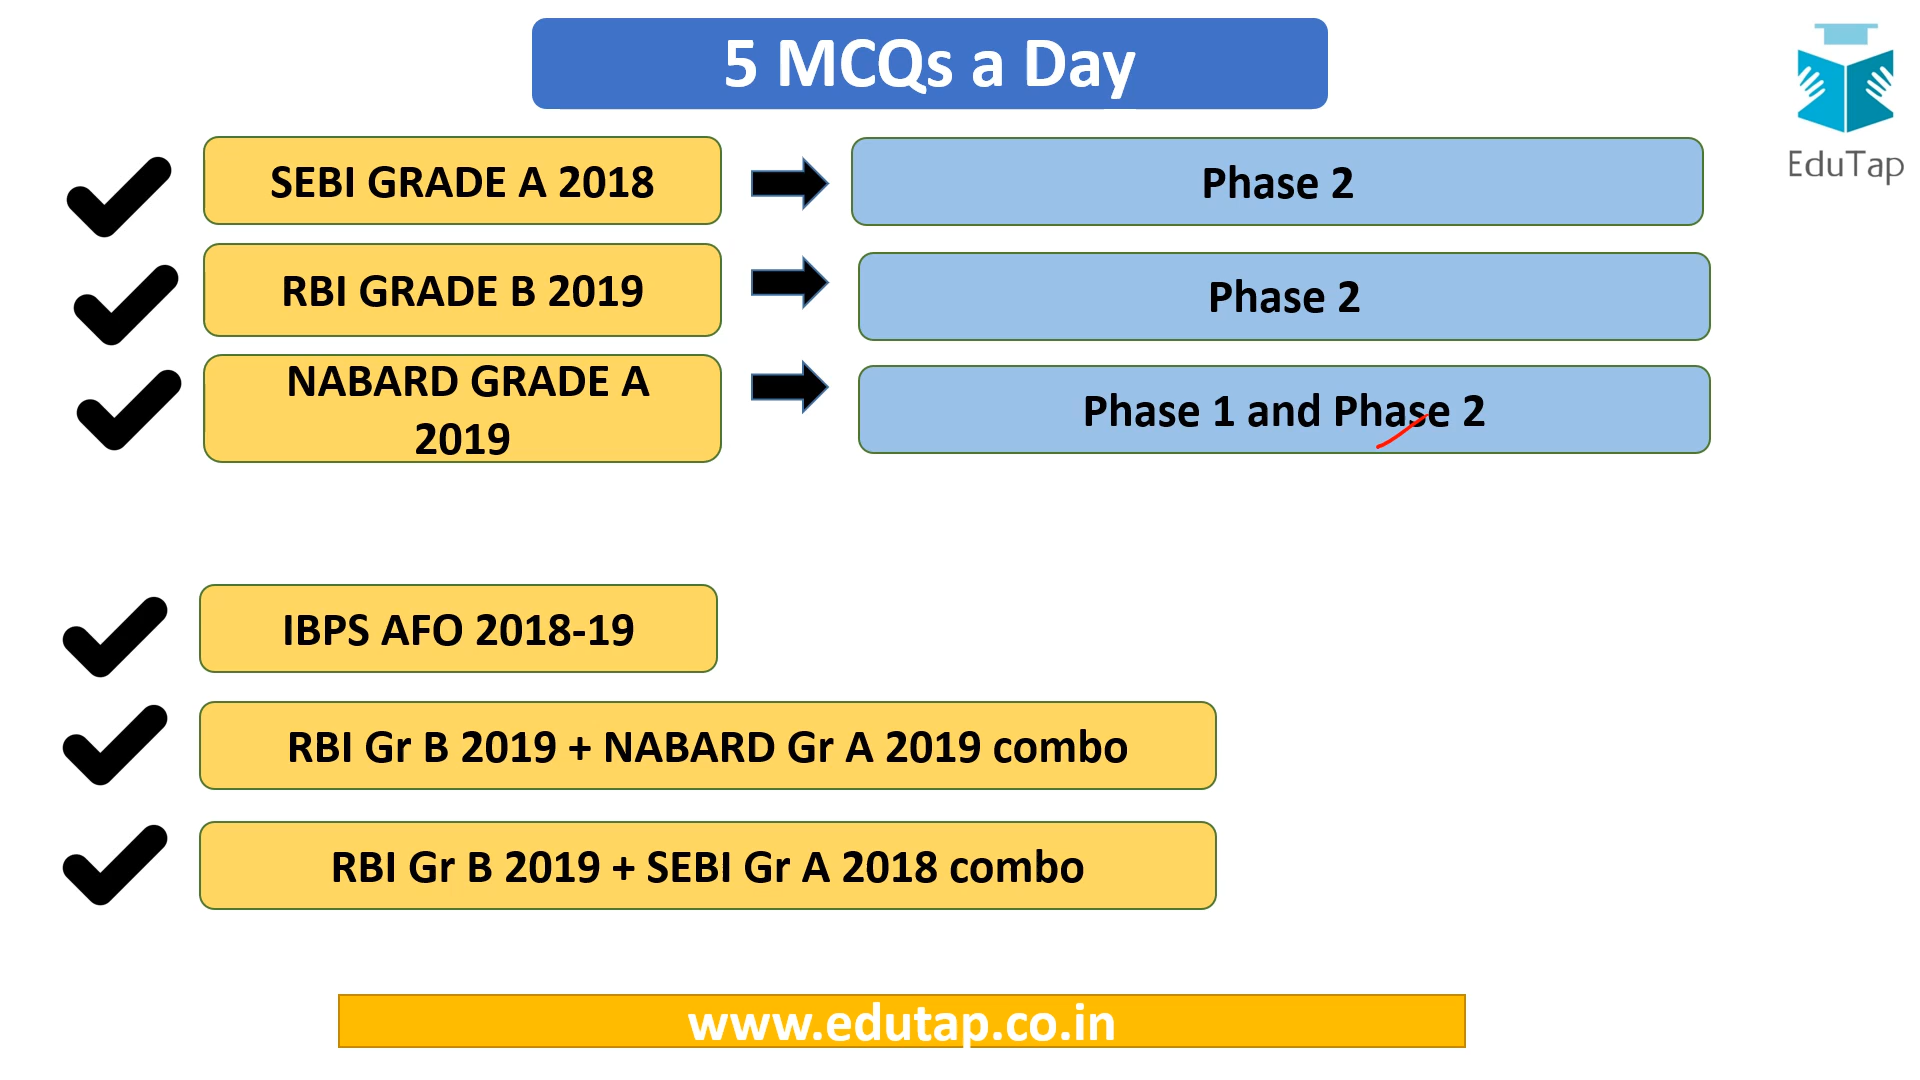 5 MCQs a Day
EduTap
SEBI GRADE A 2018
Phase 2
RBI GRADE B 2019
Phase 2
NABARD GRADE A
2019
Phase 1 and Phase 2
IBPS AFO 2018-19
RBI Gr B 2019 + NABARD Gr A 2019 combo
RBI Gr B 2019 + SEBI Gr A 2018 combo
www.edutap.co.in